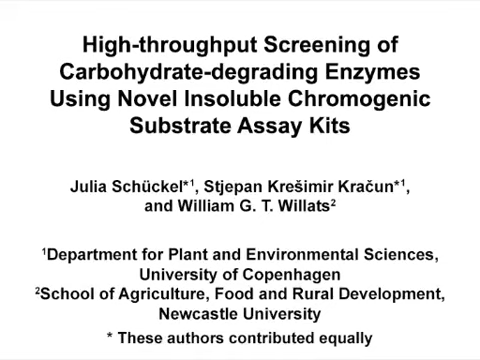 High-throughput Screening of
Carbohydrate-degrading Enzymes
Using Novel Insoluble Chromogenic
Substrate Assay Kits
Julia Schückel*¹, Stjepan Krešimir Kračun*¹,
and William G. T. Willats²
¹Department for Plant and Environmental Sciences,
University of Copenhagen
²School of Agriculture, Food and Rural Development,
Newcastle University
* These authors contributed equally